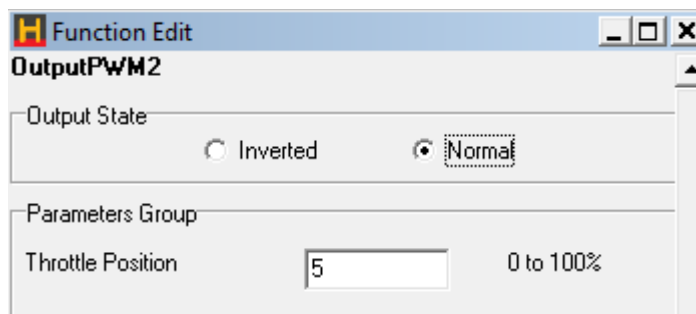 Function Edit
OutputPWM2
Output State
Inverted Normal
Parameters Group
Throttle Position 5 0 to 100%